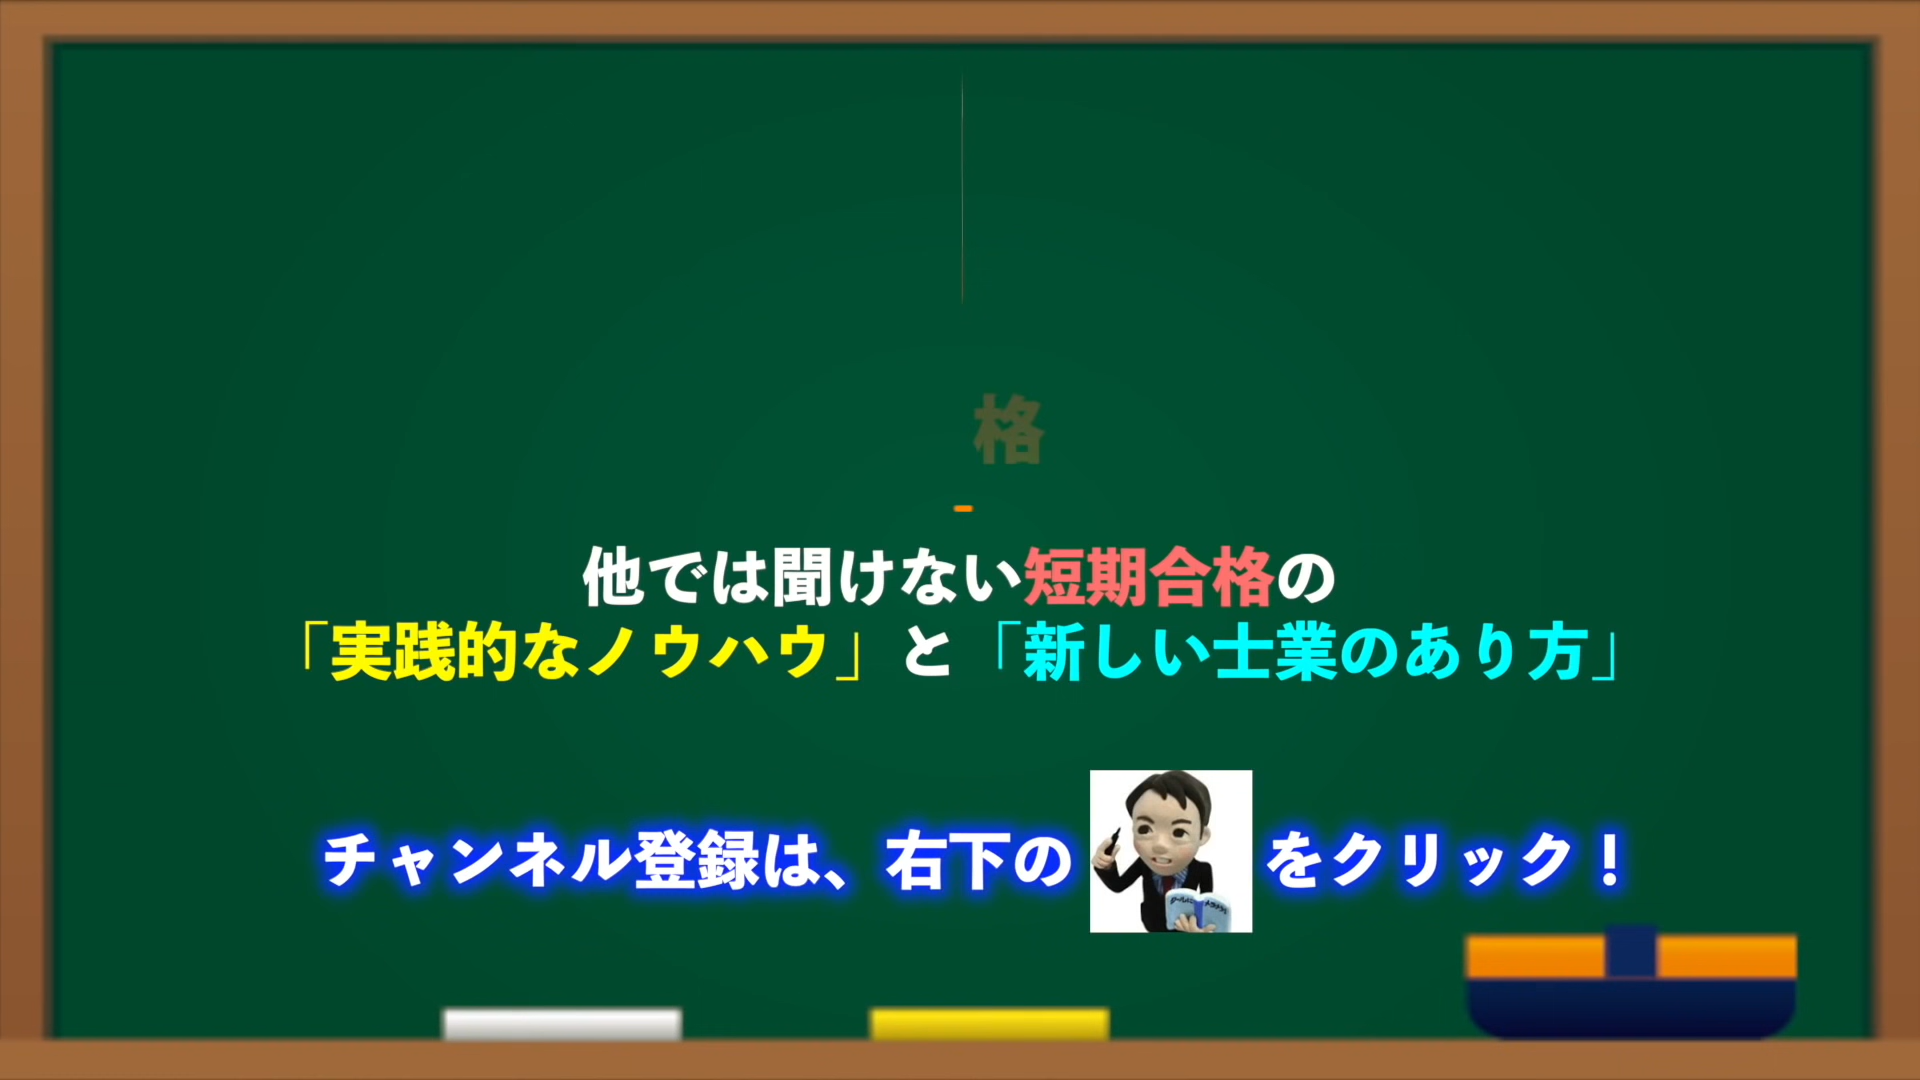 格
他では聞けない短期合格の
「実践的なノウハウ」と「新しい士業のあり方」
チャンネル登録は、右下の をクリック！